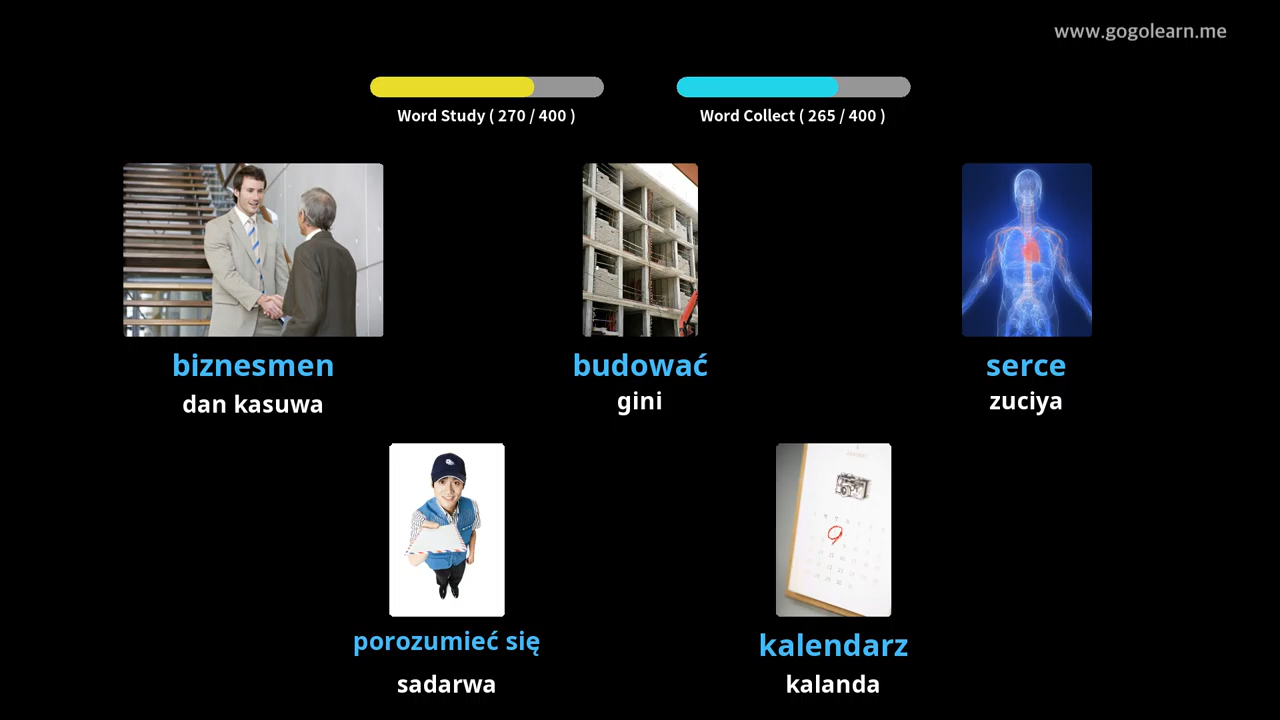 www.gogolearn.me
Word Study ( 270 / 400 )
Word Collect ( 265 / 400 )
biznesmen
dan kasuwa
budować
gini
serce
zuciya
porozumieć się
sadarwa
kalendarz
kalanda